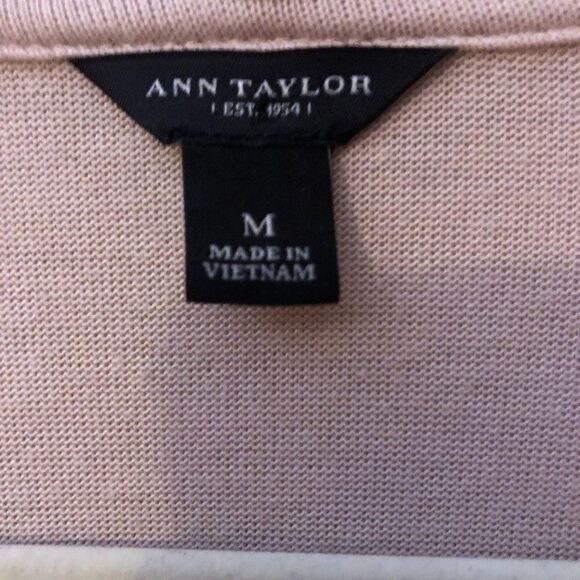 ANN TAYLOR
EST. 1954
M
MADE IN
VIETNAM